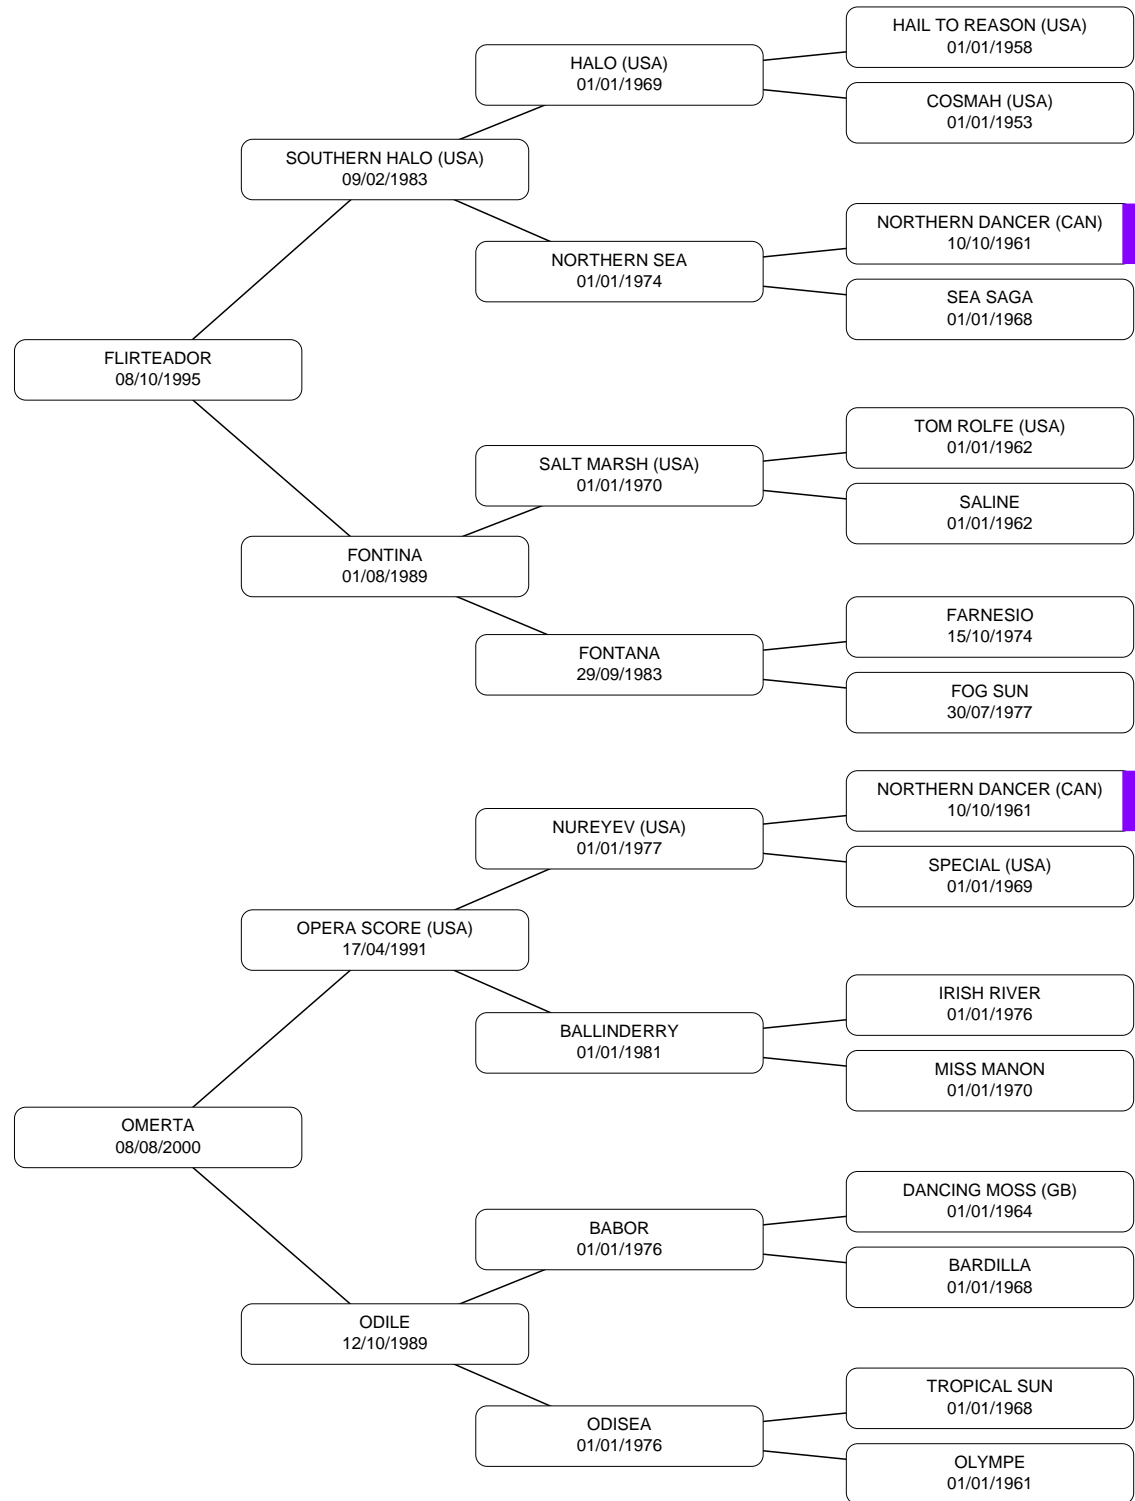 HAIL TO REASON (USA)
01/01/1958
HALO (USA)
01/01/1969
COSMAH (USA)
01/01/1953
SOUTHERN HALO (USA)
09/02/1983
NORTHERN DANCER (CAN)
10/10/1961
NORTHERN SEA
01/01/1974
SEA SAGA
01/01/1968
FLIRTEADOR
08/10/1995
TOM ROLFE (USA)
01/01/1962
SALT MARSH (USA)
01/01/1970
SALINE
01/01/1962
FONTINA
01/08/1989
FARNESIO
15/10/1974
FONTANA
29/09/1983
FOG SUN
30/07/1977
NORTHERN DANCER (CAN)
10/10/1961
NUREYEV (USA)
01/01/1977
SPECIAL (USA)
01/01/1969
OPERA SCORE (USA)
17/04/1991
IRISH RIVER
01/01/1976
BALLINDERRY
01/01/1981
MISS MANON
01/01/1970
OMERTA
08/08/2000
DANCING MOSS (GB)
01/01/1964
BABOR
01/01/1976
BARDILLA
01/01/1968
ODILE
12/10/1989
TROPICAL SUN
01/01/1968
ODISEA
01/01/1976
OLYMPE
01/01/1961